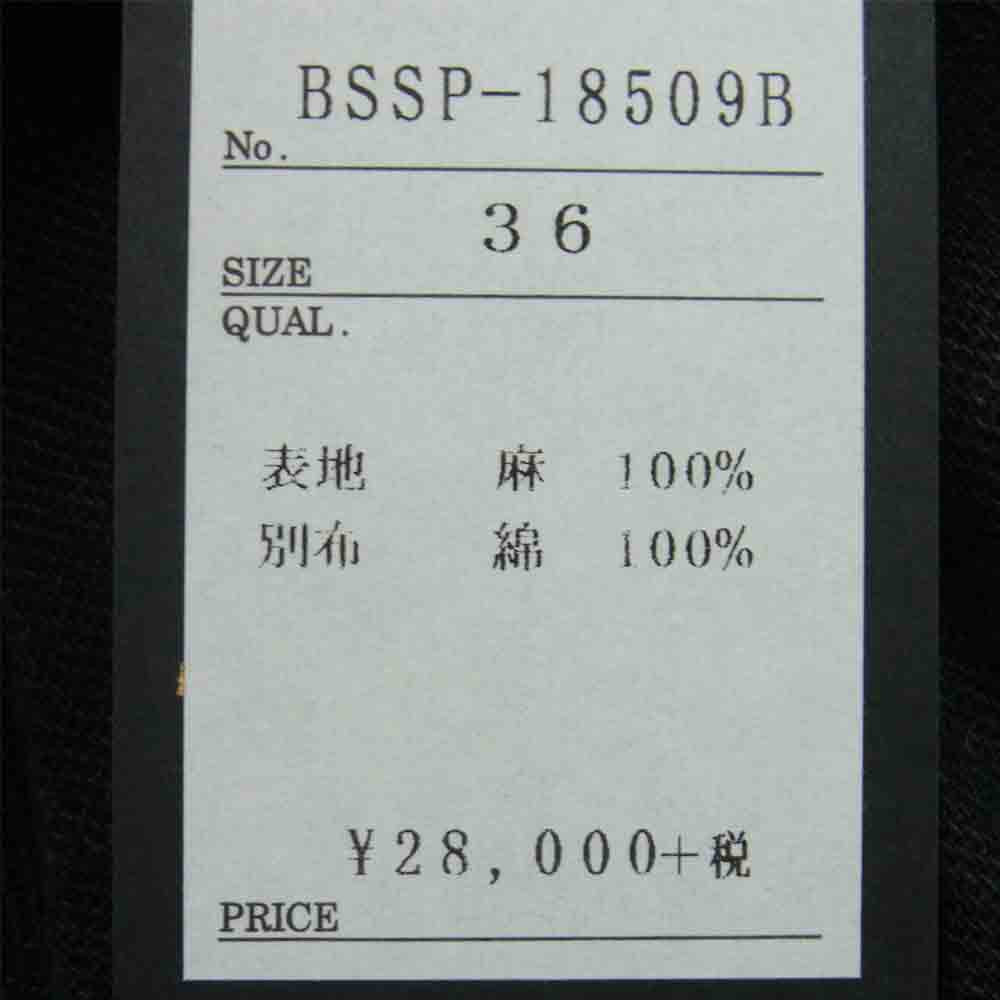 BSSP-18509B
No.
36
SIZE
QUAL.
表地 麻 100%
別布 綿 100%
¥28,000+税
PRICE